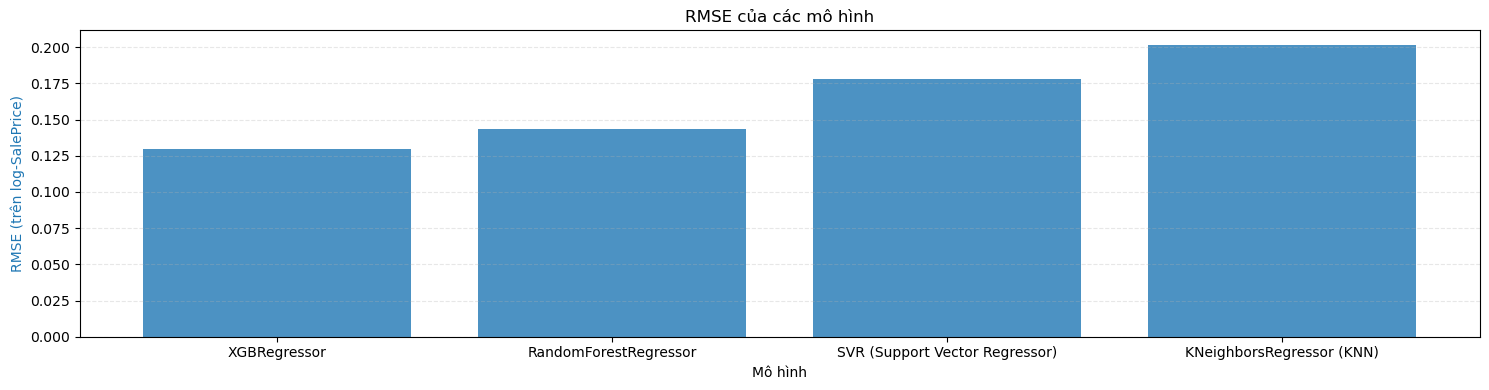 RMSE của các mô hình
RMSE (trên log-SalePrice)
0.200
0.175
0.150
0.125
0.100
0.075
0.050
0.025
0.000
XGBRegressor
RandomForestRegressor
SVR (Support Vector Regressor)
KNeighborsRegressor (KNN)
Mô hình